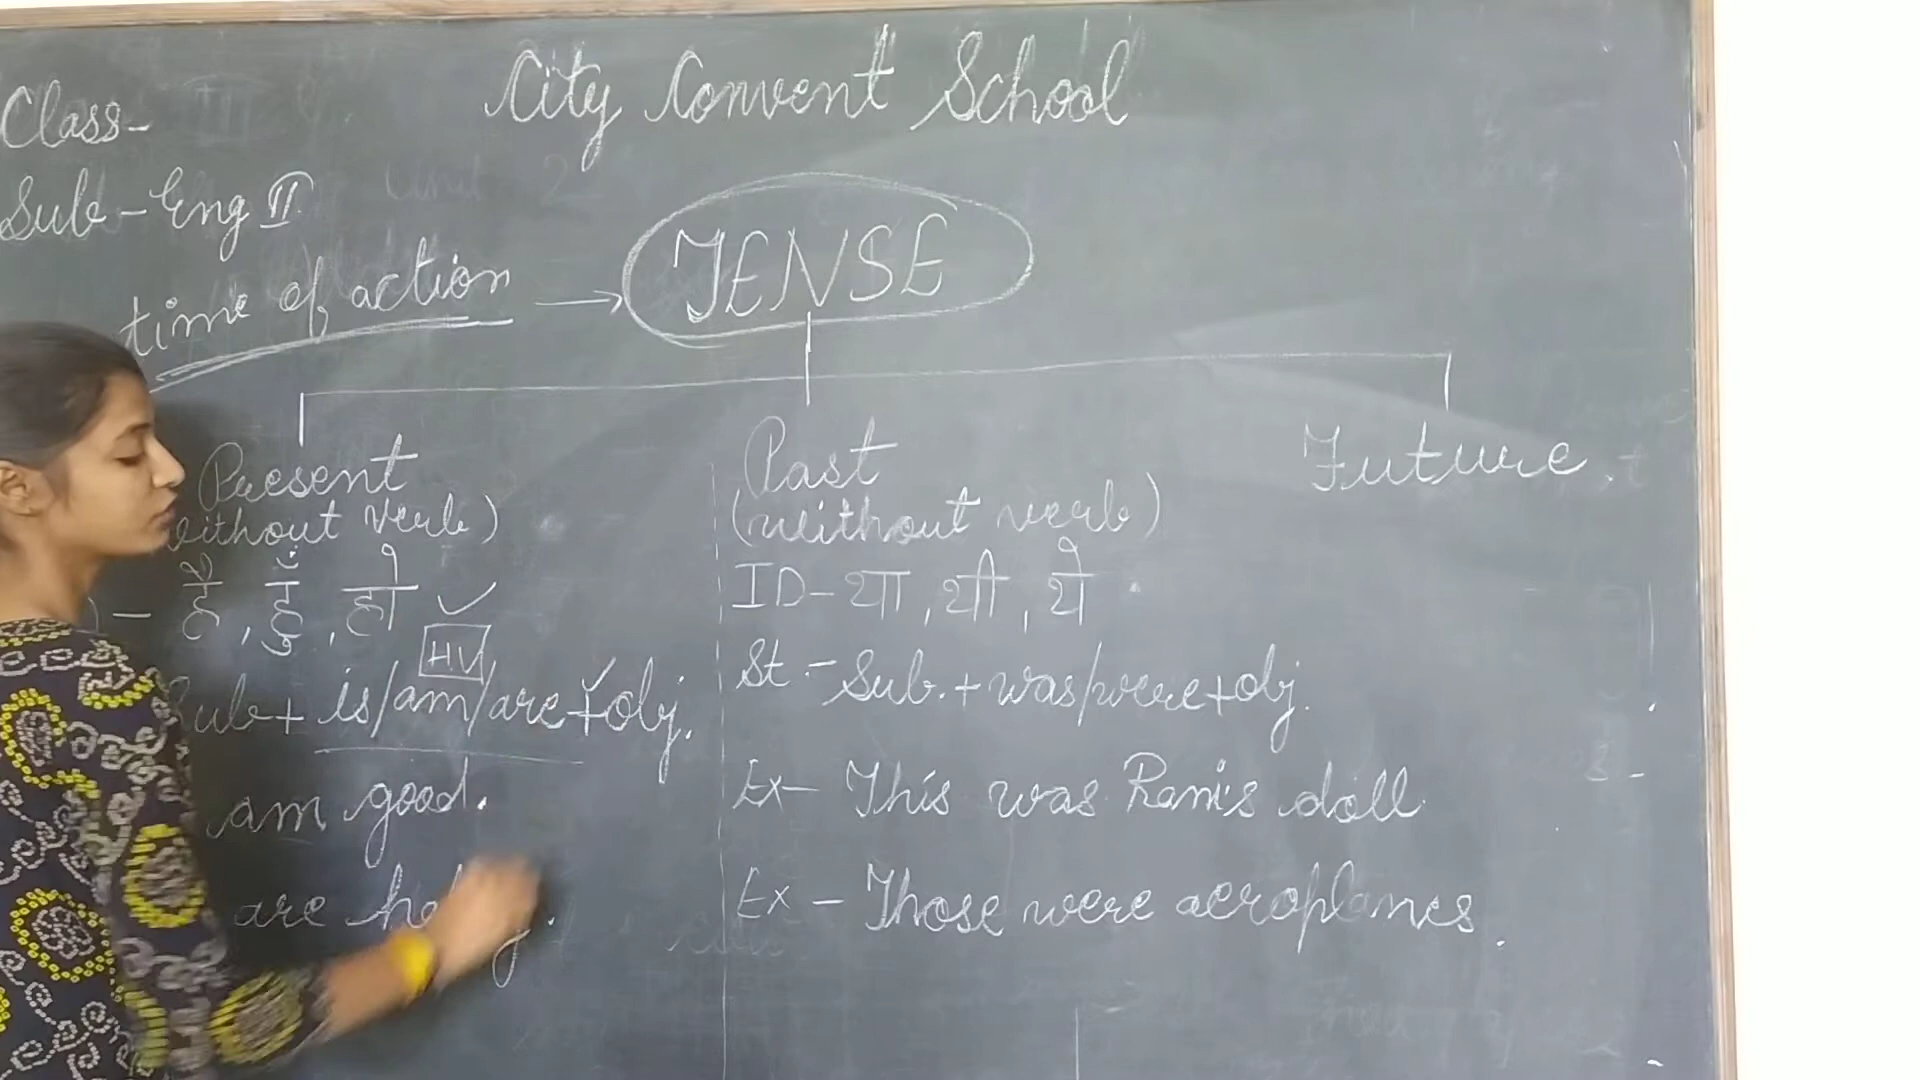 City Convent School
Class-
Sub-Eng II
time of action → TENSE
Present
without verb)
- है, हूँ, हो ✓
H.V
Sub+ is/am/are+obj.
am good.
are
Past
(without verb)
ID- था, थी, थे
St.- Sub.+was/were+obj.
Ex- This was Rani's doll
Ex- Those were aeroplanes.
Future